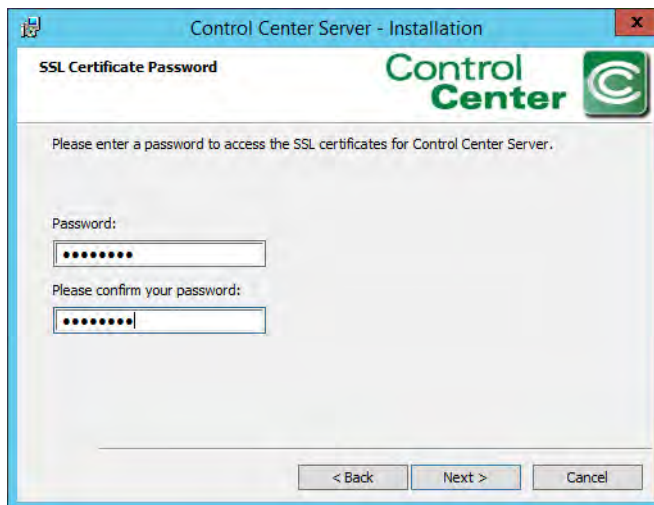 Control Center Server - Installation
x
SSL Certificate Password
Control
Center
Please enter a password to access the SSL certificates for Control Center Server.
Password:
••••••••
Please confirm your password:
••••••••
< Back
Next >
Cancel